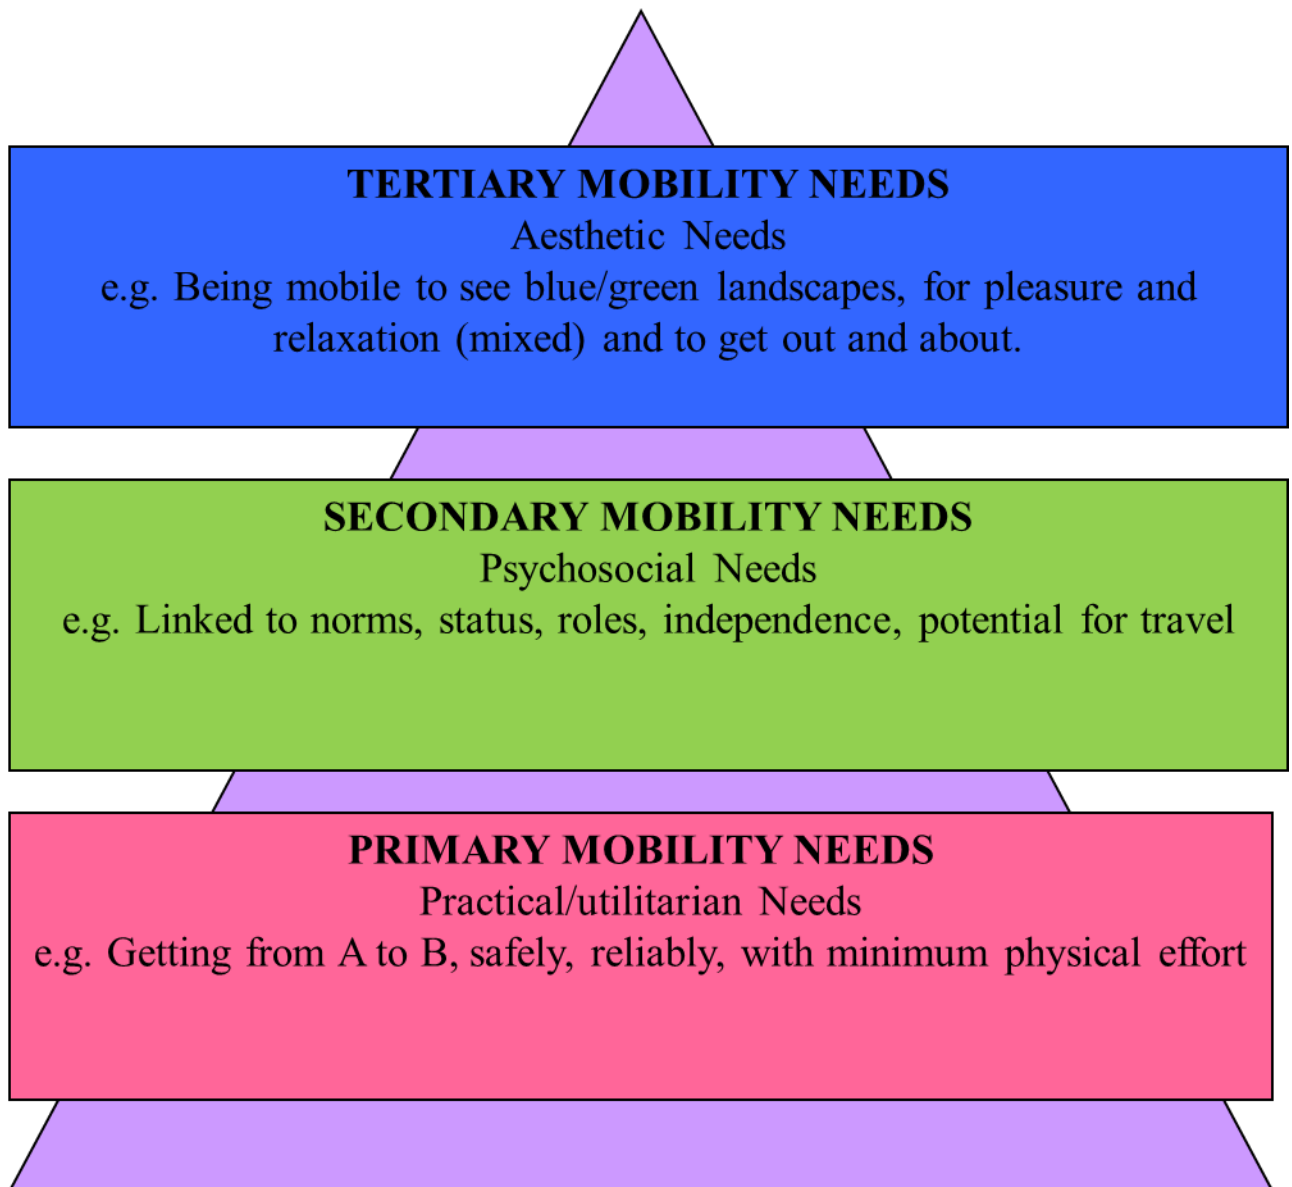 TERTIARY MOBILITY NEEDS
Aesthetic Needs
e.g. Being mobile to see blue/green landscapes, for pleasure and
relaxation (mixed) and to get out and about.
SECONDARY MOBILITY NEEDS
Psychosocial Needs
e.g. Linked to norms, status, roles, independence, potential for travel
PRIMARY MOBILITY NEEDS
Practical/utilitarian Needs
e.g. Getting from A to B, safely, reliably, with minimum physical effort